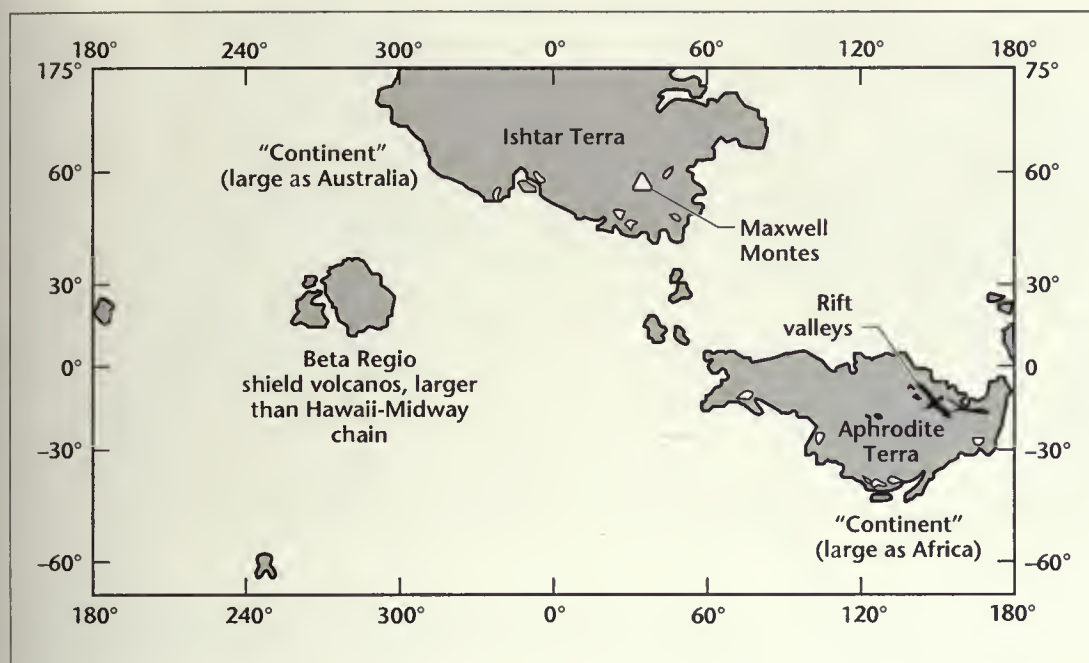 180° 240° 300° 0° 60° 120° 180°
175° 75°
Ishtar Terra
“Continent”
(large as Australia)
60° 60°
Maxwell
Montes
30° 30°
Rift
valleys
0° 0
Beta Regio
shield volcanos, larger
than Hawaii-Midway
chain
Aphrodite
Terra
−30° −30°
“Continent”
(large as Africa)
−60° −60°
180° 240° 300° 0° 60° 120° 180°